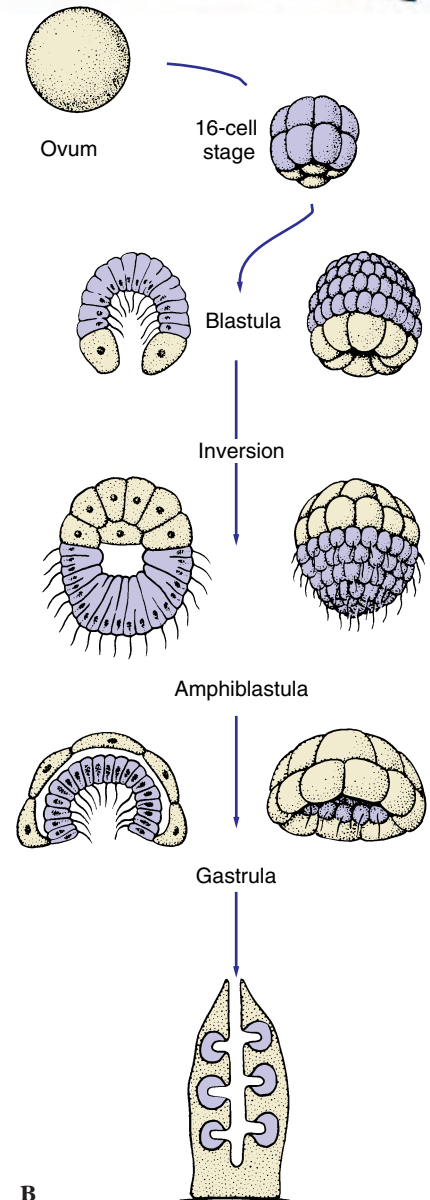 Ovum
16-cell
stage
Blastula
Inversion
Amphiblastula
Gastrula
B